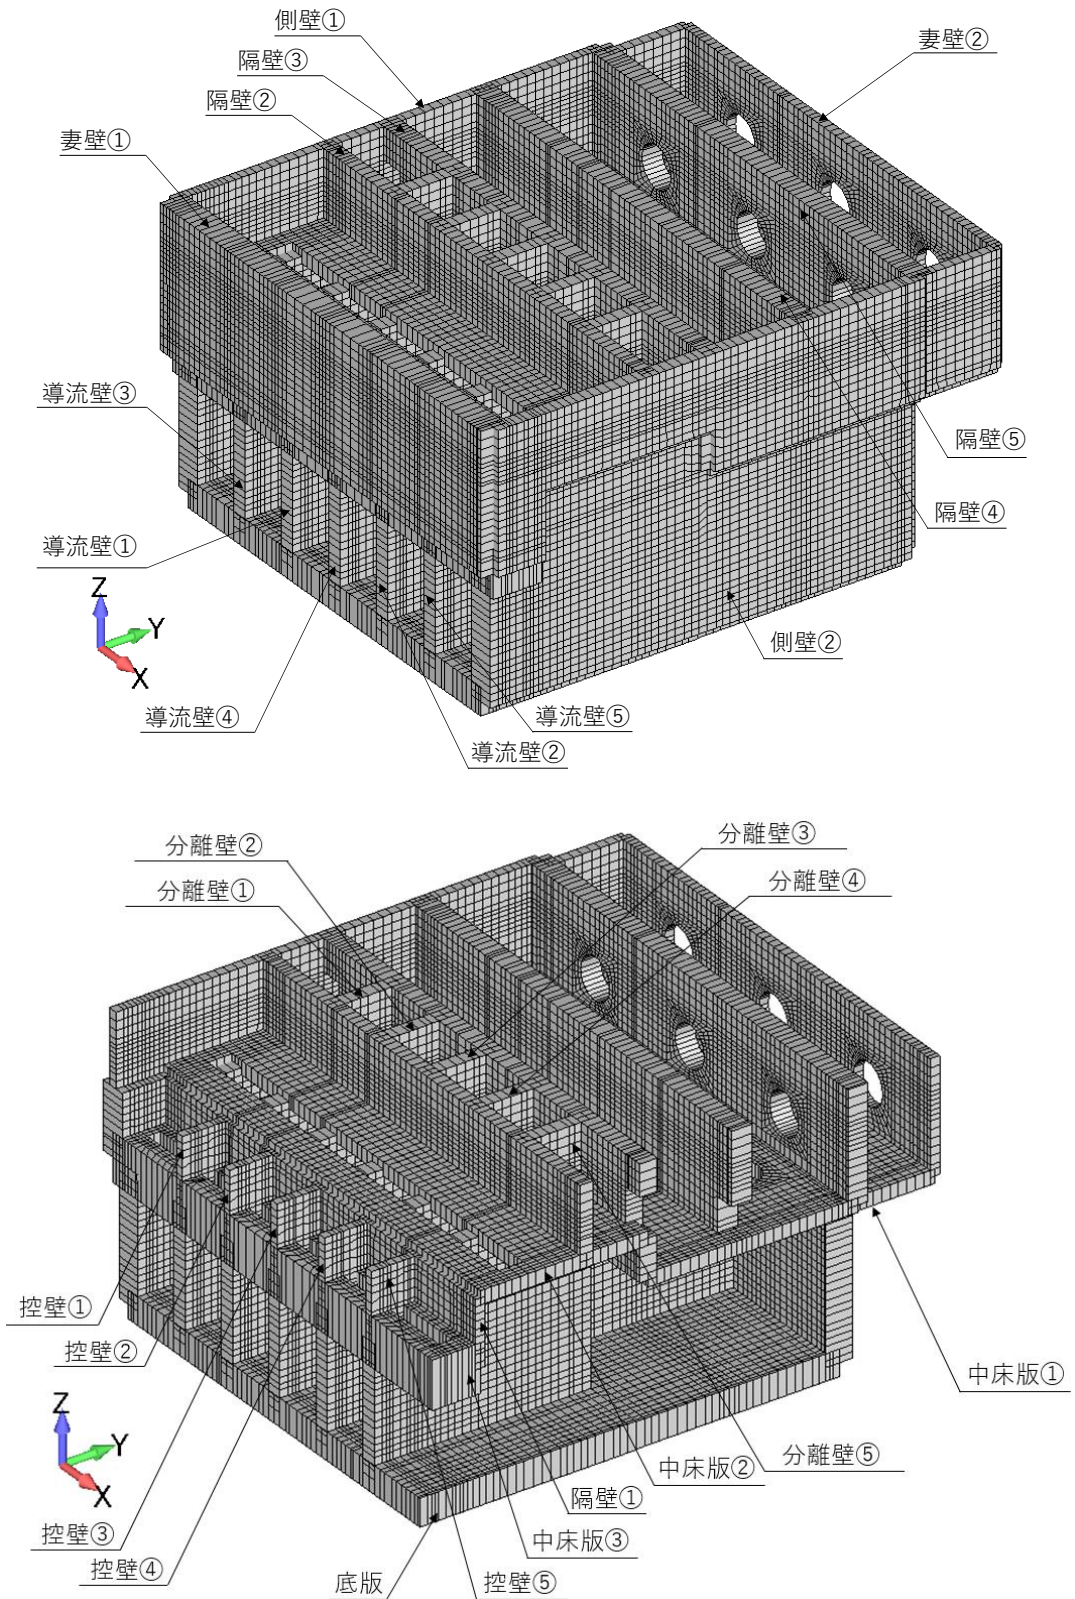 側壁①
隔壁③
妻壁②
隔壁②
妻壁①
導流壁③
隔壁⑤
隔壁④
導流壁①
Z
Y
X
側壁②
導流壁④
導流壁⑤
導流壁②
分離壁③
分離壁②
分離壁④
分離壁①
控壁①
控壁②
中床版①
Z
Y
X
分離壁⑤
中床版②
隔壁①
控壁③
中床版③
控壁④
底版
控壁⑤